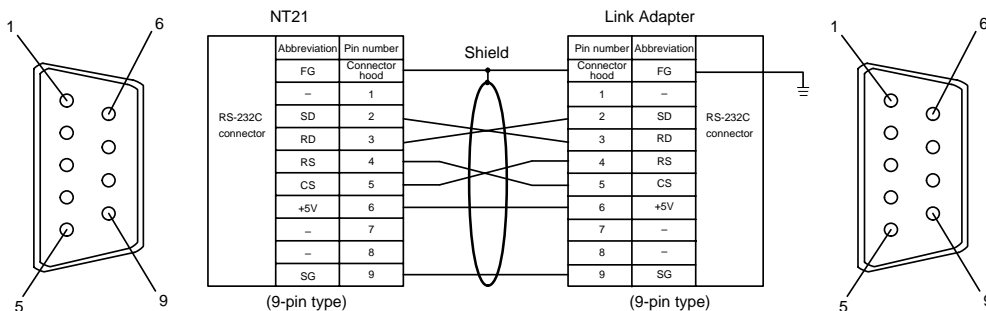 NT21
Link Adapter
1
6
5
9
Abbreviation Pin number
FG Connector hood
– 1
SD 2
RD 3
RS 4
CS 5
+5V 6
– 7
– 8
SG 9
RS-232C
connector
(9-pin type)
Shield
Pin number Abbreviation
Connector hood FG
1 –
2 SD
3 RD
4 RS
5 CS
6 +5V
7 –
8 –
9 SG
RS-232C
connector
(9-pin type)
1
6
5
9